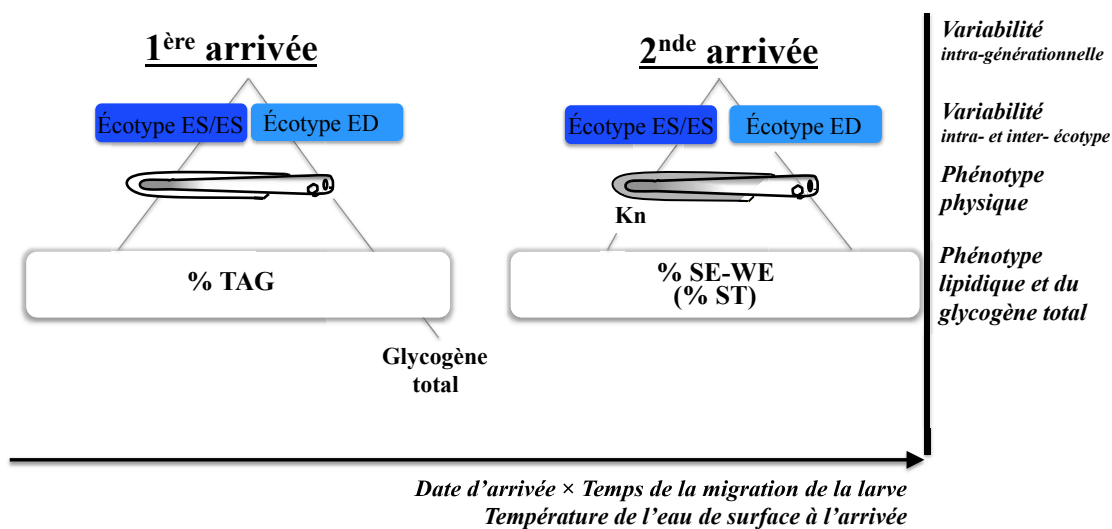 1ère arrivée
Écotype ES/ES
Écotype ED
% TAG
Glycogène
total
2nde arrivée
Écotype ES/ES
Écotype ED
Kn
% SE-WE
(% ST)
Variabilité
intra-générationnelle
Variabilité
intra- et inter- écotype
Phénotype
physique
Phénotype
lipidique et du
glycogène total
Date d'arrivée × Temps de la migration de la larve
Température de l'eau de surface à l'arrivée